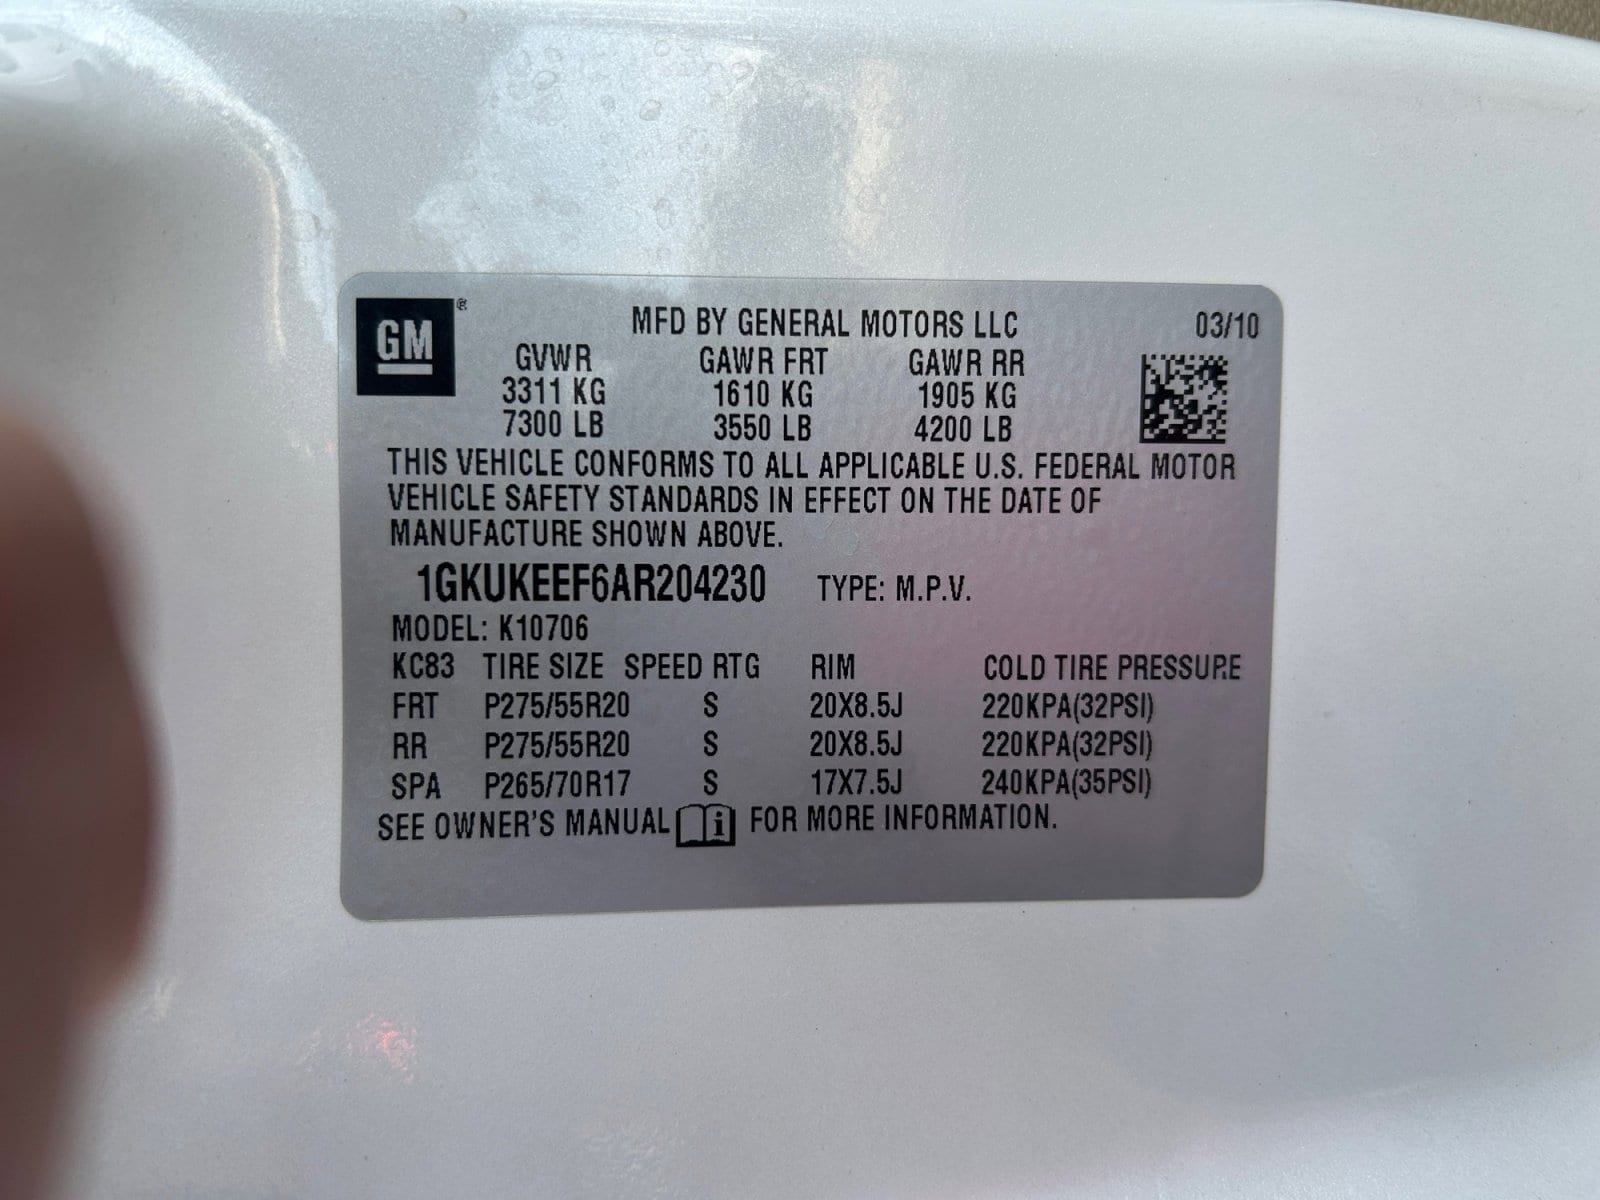 GM®
MFD BY GENERAL MOTORS LLC 03/10
GVWR GAWR FRT GAWR RR
3311 KG 1610 KG 1905 KG
7300 LB 3550 LB 4200 LB
THIS VEHICLE CONFORMS TO ALL APPLICABLE U.S. FEDERAL MOTOR
VEHICLE SAFETY STANDARDS IN EFFECT ON THE DATE OF
MANUFACTURE SHOWN ABOVE.
1GKUKEEF6AR204230 TYPE: M.P.V.
MODEL: K10706
KC83 TIRE SIZE SPEED RTG RIM COLD TIRE PRESSURE
FRT P275/55R20 S 20X8.5J 220KPA(32PSI)
RR P275/55R20 S 20X8.5J 220KPA(32PSI)
SPA P265/70R17 S 17X7.5J 240KPA(35PSI)
SEE OWNER'S MANUAL i FOR MORE INFORMATION.